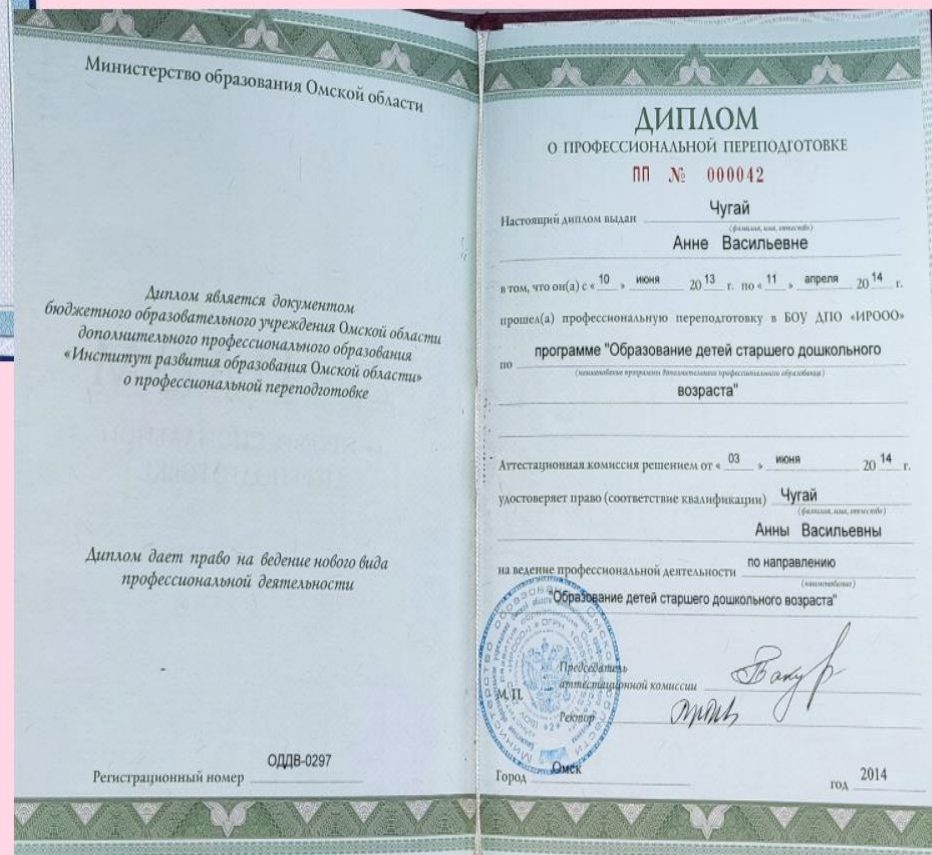 Министерство образования Омской области
Диплом является документом
бюджетного образовательного учреждения Омской области
дополнительного профессионального образования
«Институт развития образования Омской области»
о профессиональной переподготовке
Диплом дает право на ведение нового вида
профессиональной деятельности
ОДДВ-0297
Регистрационный номер
ДИПЛОМ
О ПРОФЕССИОНАЛЬНОЙ ПЕРЕПОДГОТОВКЕ
ПП № 000042
Настоящий диплом выдан Чугай
(фамилия, имя, отчество)
Анне Васильевне
в том, что он(а) с « 10 » июня 20 13 г. по « 11 » апреля 20 14 г.
прошел(а) профессиональную переподготовку в БОУ ДПО «ИРООО»
по программе "Образование детей старшего дошкольного
(наименование программы дополнительного профессионального образования)
возраста"
Аттестационная комиссия решением от « 03 » июня 20 14 г.
удостоверяет право (соответствие квалификации) Чугай
(фамилия, имя, отчество)
Анны Васильевны
на ведение профессиональной деятельности по направлению
(наименование)
"Образование детей старшего дошкольного возраста"
Председатель
М. П. аттестационной комиссии
Ректор
Город Омск год 2014